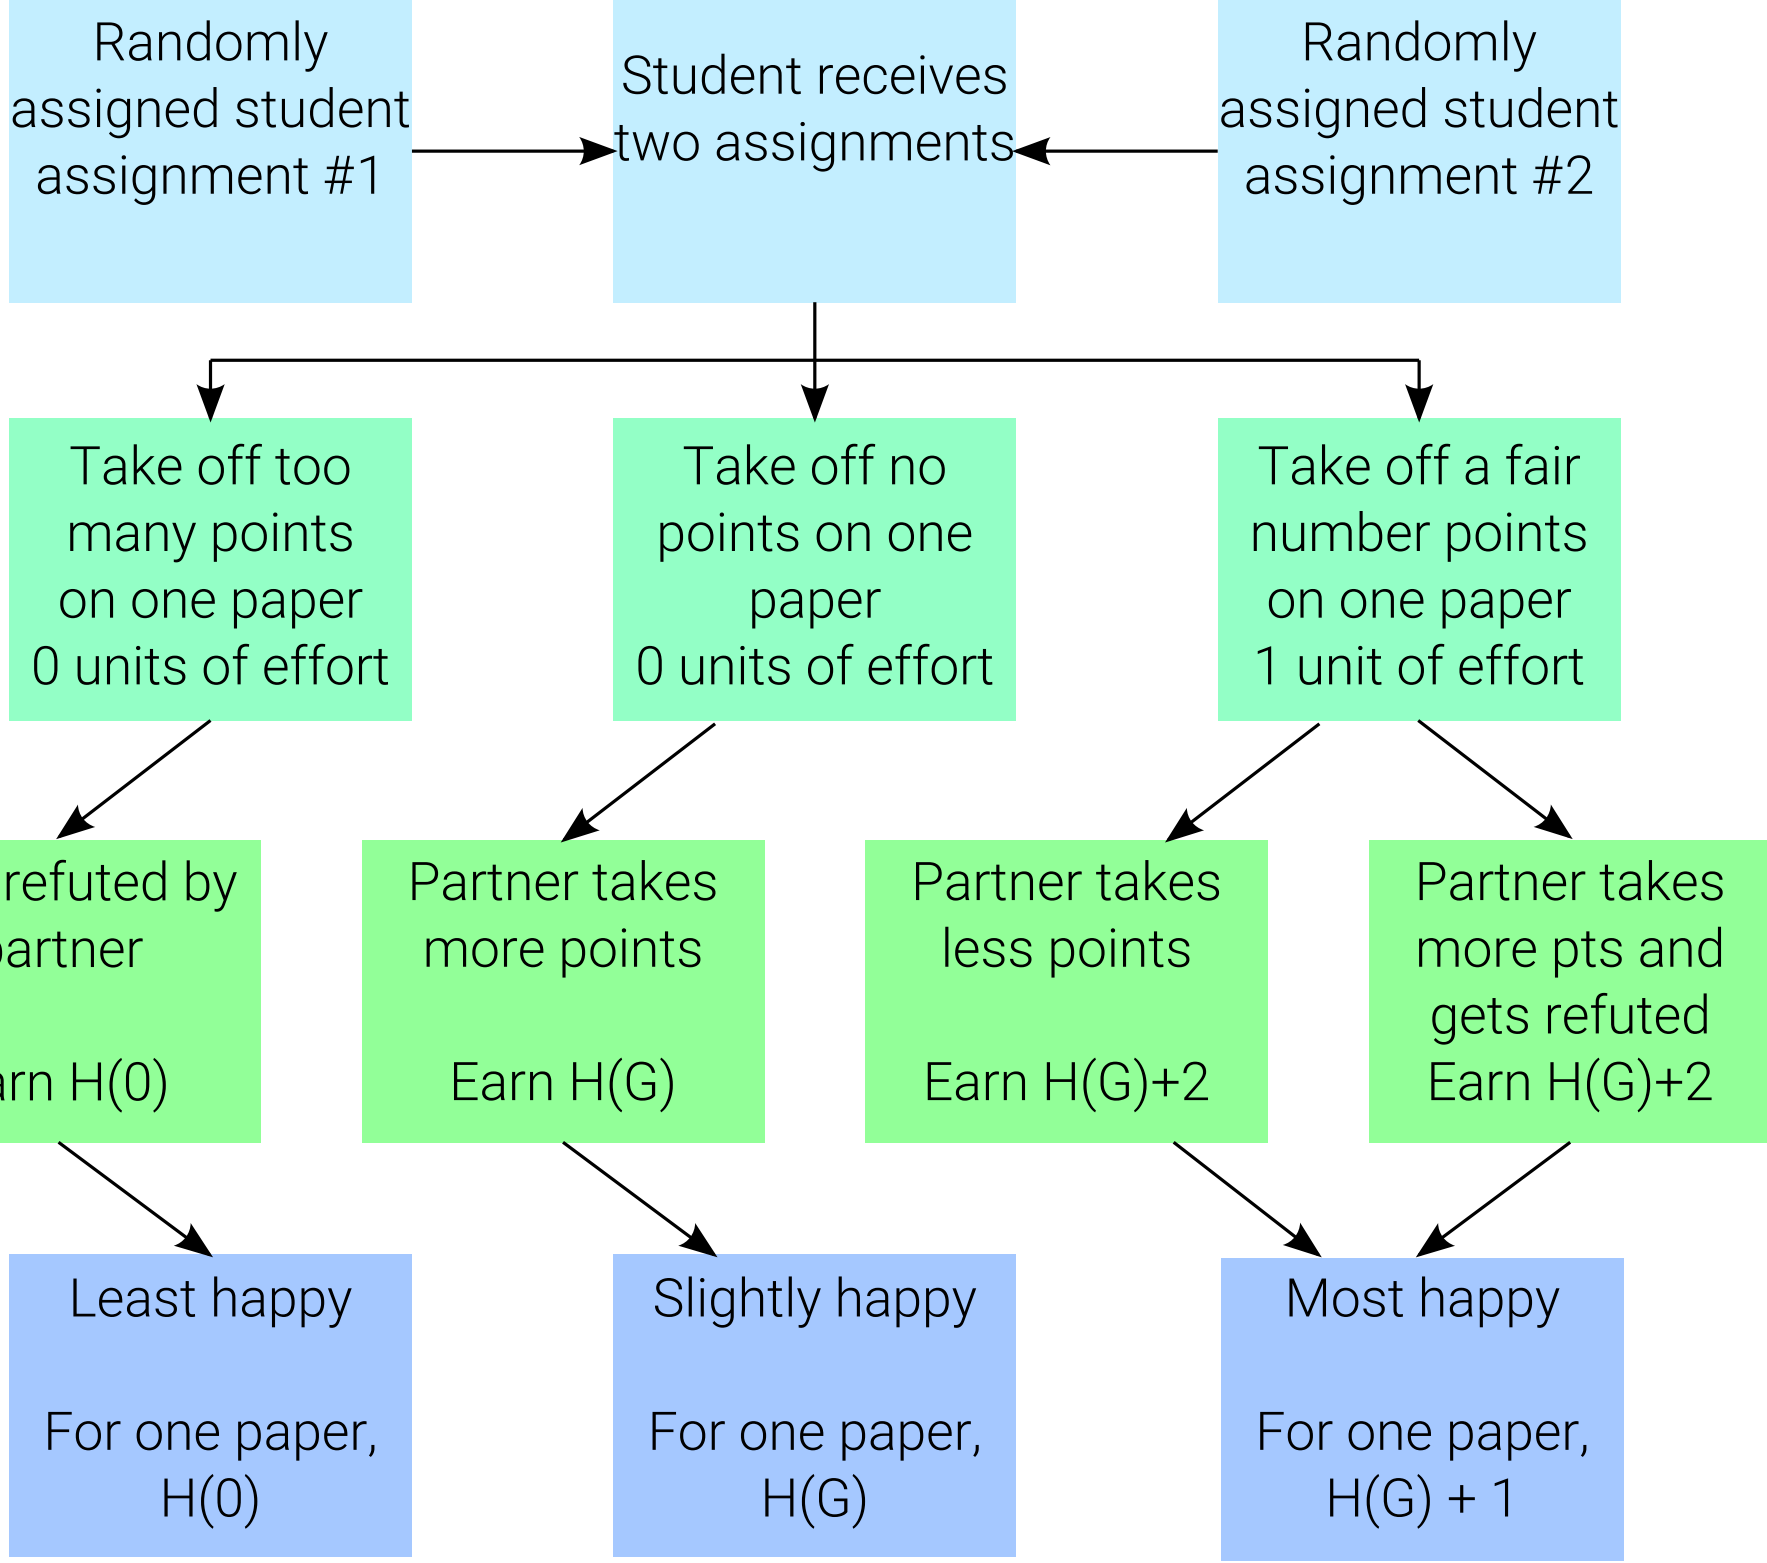 Randomly
assigned student
assignment #1
Student receives
two assignments
Randomly
assigned student
assignment #2
Take off too
many points
on one paper
0 units of effort
Take off no
points on one
paper
0 units of effort
Take off a fair
number points
on one paper
1 unit of effort
refuted by
H(0)
Partner takes
more points
Earn H(G)
Partner takes
less points
Earn H(G)+2
Partner takes
more pts and
gets refuted
Earn H(G)+2
Least happy
For one paper,
H(0)
Slightly happy
For one paper,
H(G)
Most happy
For one paper,
H(G) + 1